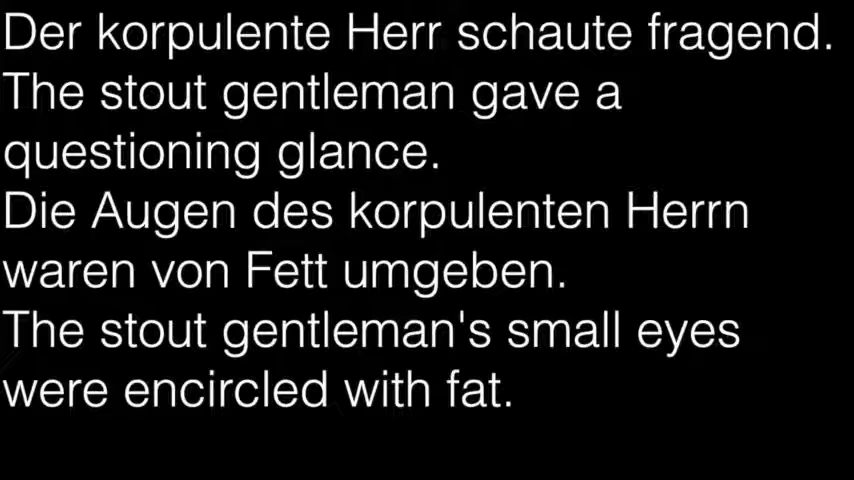 Der korpulente Herr schaute fragend.
The stout gentleman gave a
questioning glance.
Die Augen des korpulenten Herrn
waren von Fett umgeben.
The stout gentleman's small eyes
were encircled with fat.